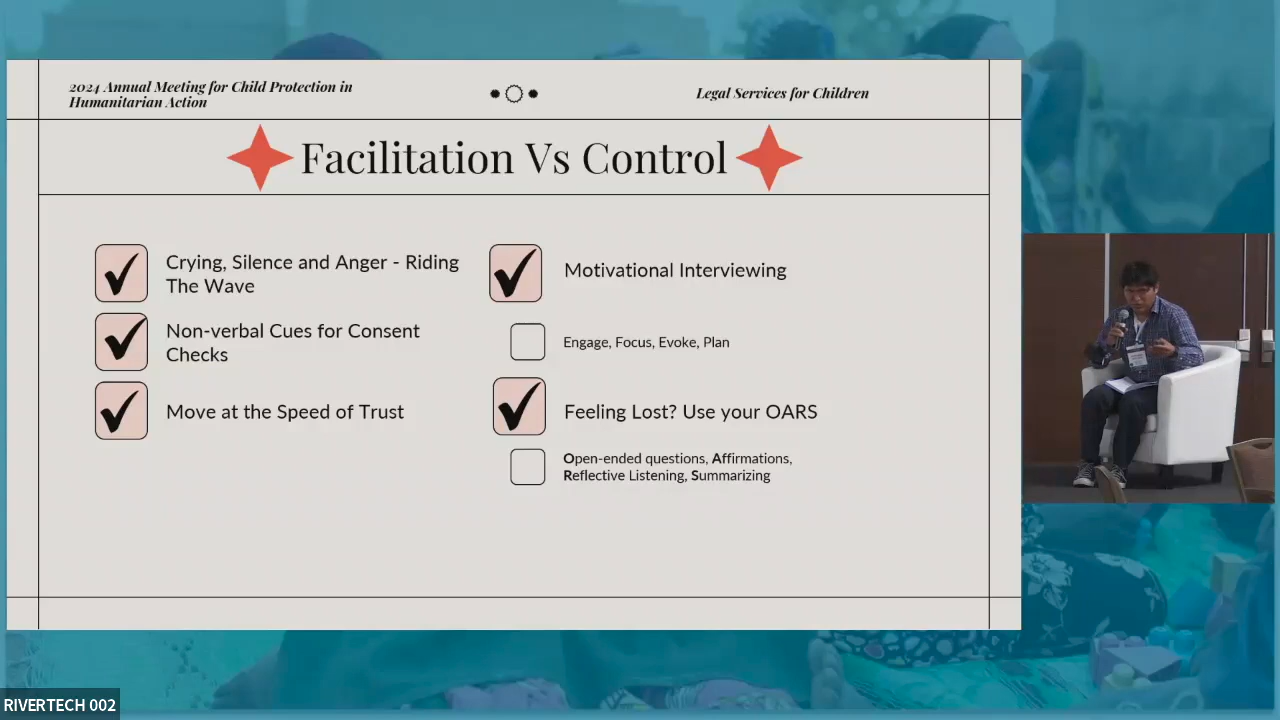 2024 Annual Meeting for Child Protection in
Humanitarian Action
Legal Services for Children
Facilitation Vs Control
Crying, Silence and Anger - Riding
The Wave
Non-verbal Cues for Consent
Checks
Move at the Speed of Trust
Motivational Interviewing
Engage, Focus, Evoke, Plan
Feeling Lost? Use your OARS
Open-ended questions, Affirmations,
Reflective Listening, Summarizing
RIVERTECH 002